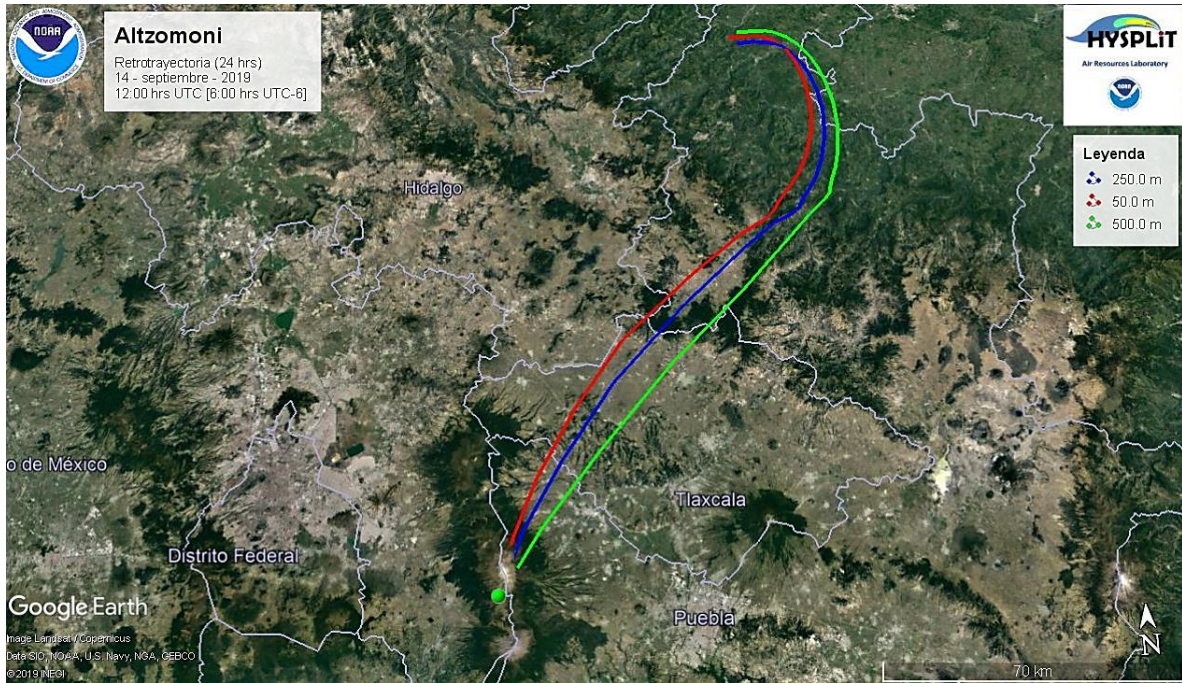 NOAA
Altzomoni
Retrotrayectoria (24 hrs)
14 - septiembre - 2019
12:00 hrs UTC [6:00 hrs UTC-6]
HYSPLIT
Air Resources Laboratory
Leyenda
250.0 m
50.0 m
500.0 m
Hidalgo
o de México
Tlaxcala
Distrito Federal
Puebla
Google Earth
Image Landsat / Copernicus
Data SIO, NOAA, U.S. Navy, NGA, GEBCO
©2019 INEGI
N
70 km